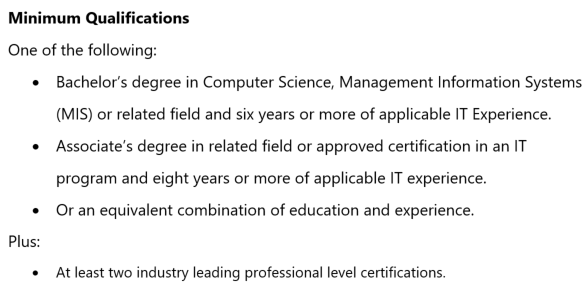 Minimum Qualifications
One of the following:
• Bachelor’s degree in Computer Science, Management Information Systems
(MIS) or related field and six years or more of applicable IT Experience.
• Associate’s degree in related field or approved certification in an IT
program and eight years or more of applicable IT experience.
• Or an equivalent combination of education and experience.
Plus:
• At least two industry leading professional level certifications.